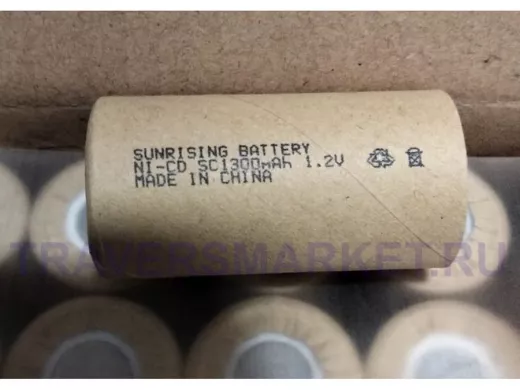 SUNRISING BATTERY
NI-CD SC1300mAh 1.2V
MADE IN CHINA
TRAVERSMARKET.RU